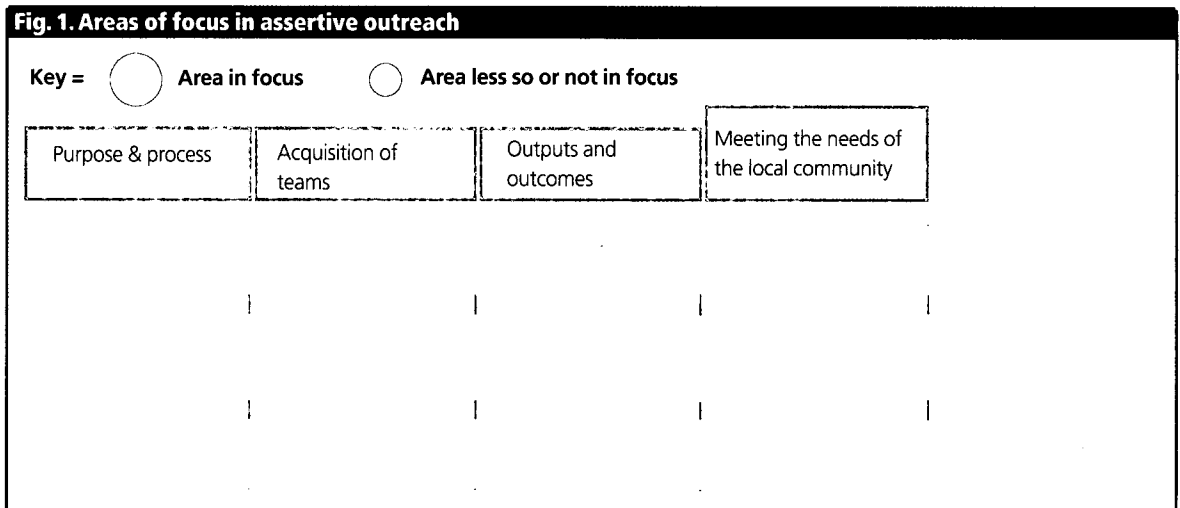 Fig. 1. Areas of focus in assertive outreach
Key = Area in focus Area less so or not in focus
Purpose & process
Acquisition of
teams
Outputs and
outcomes
Meeting the needs of
the local community